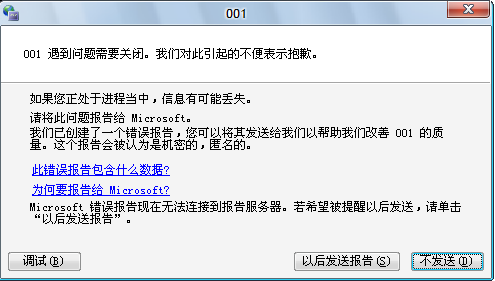 001
001 遇到问题需要关闭。我们对此引起的不便表示抱歉。
如果您正处于进程当中，信息有可能丢失。
请将此问题报告给 Microsoft。
我们已创建了一个错误报告，您可以将其发送给我们以帮助我们改善 001 的质
量。这个报告会被认为是机密的，匿名的。
此错误报告包含什么数据?
为何要报告给 Microsoft?
Microsoft 错误报告现在无法连接到报告服务器。若希望被提醒以后发送，请单击
“以后发送报告”。
调试(B) 以后发送报告(S) 不发送(D)